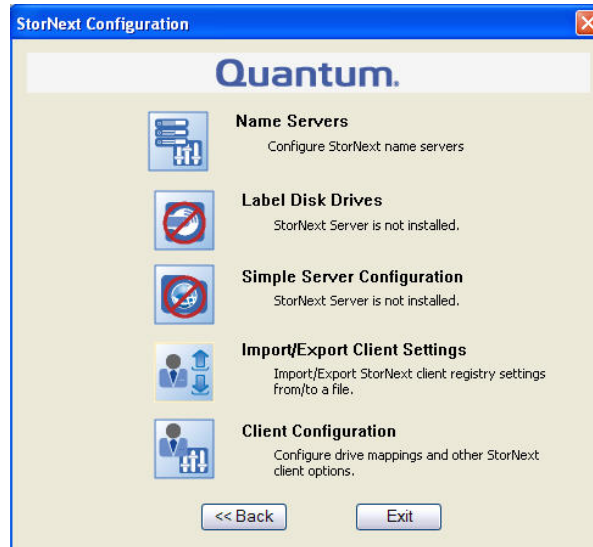 StorNext Configuration
Quantum.
Name Servers
Configure StorNext name servers
Label Disk Drives
StorNext Server is not installed.
Simple Server Configuration
StorNext Server is not installed.
Import/Export Client Settings
Import/Export StorNext client registry settings
from/to a file.
Client Configuration
Configure drive mappings and other StorNext
client options.
<< Back
Exit